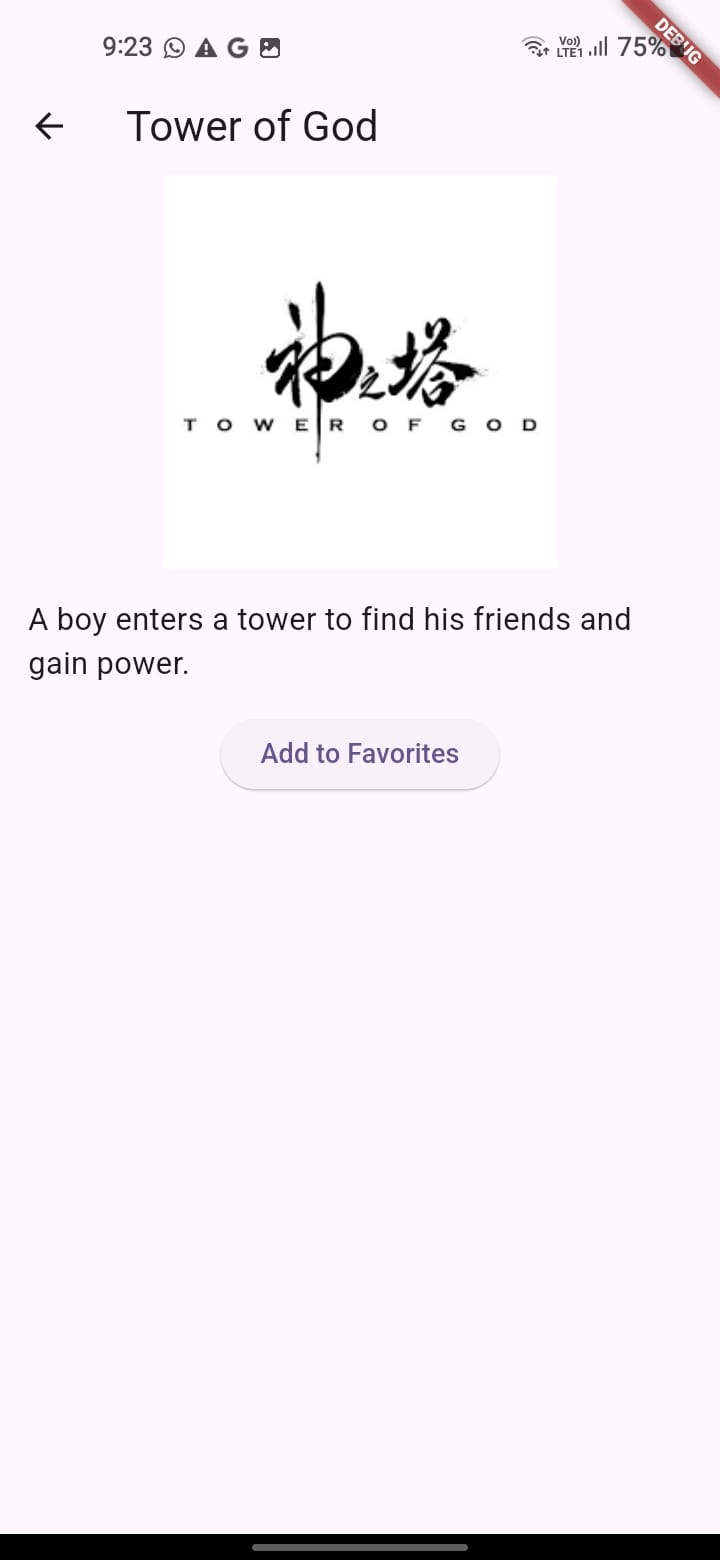 9:23
Vo))
LTE1
75%
DEBUG
Tower of God
神之塔
TOWER OF GOD
A boy enters a tower to find his friends and
gain power.
Add to Favorites